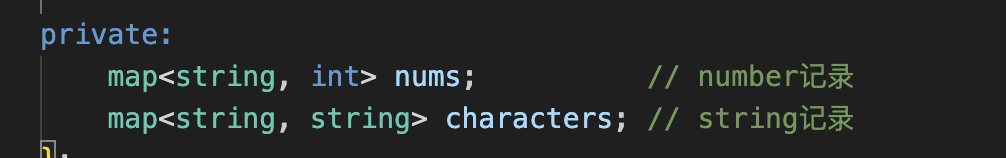 private:
map<string, int> nums; // number记录
map<string, string> characters; // string记录
};